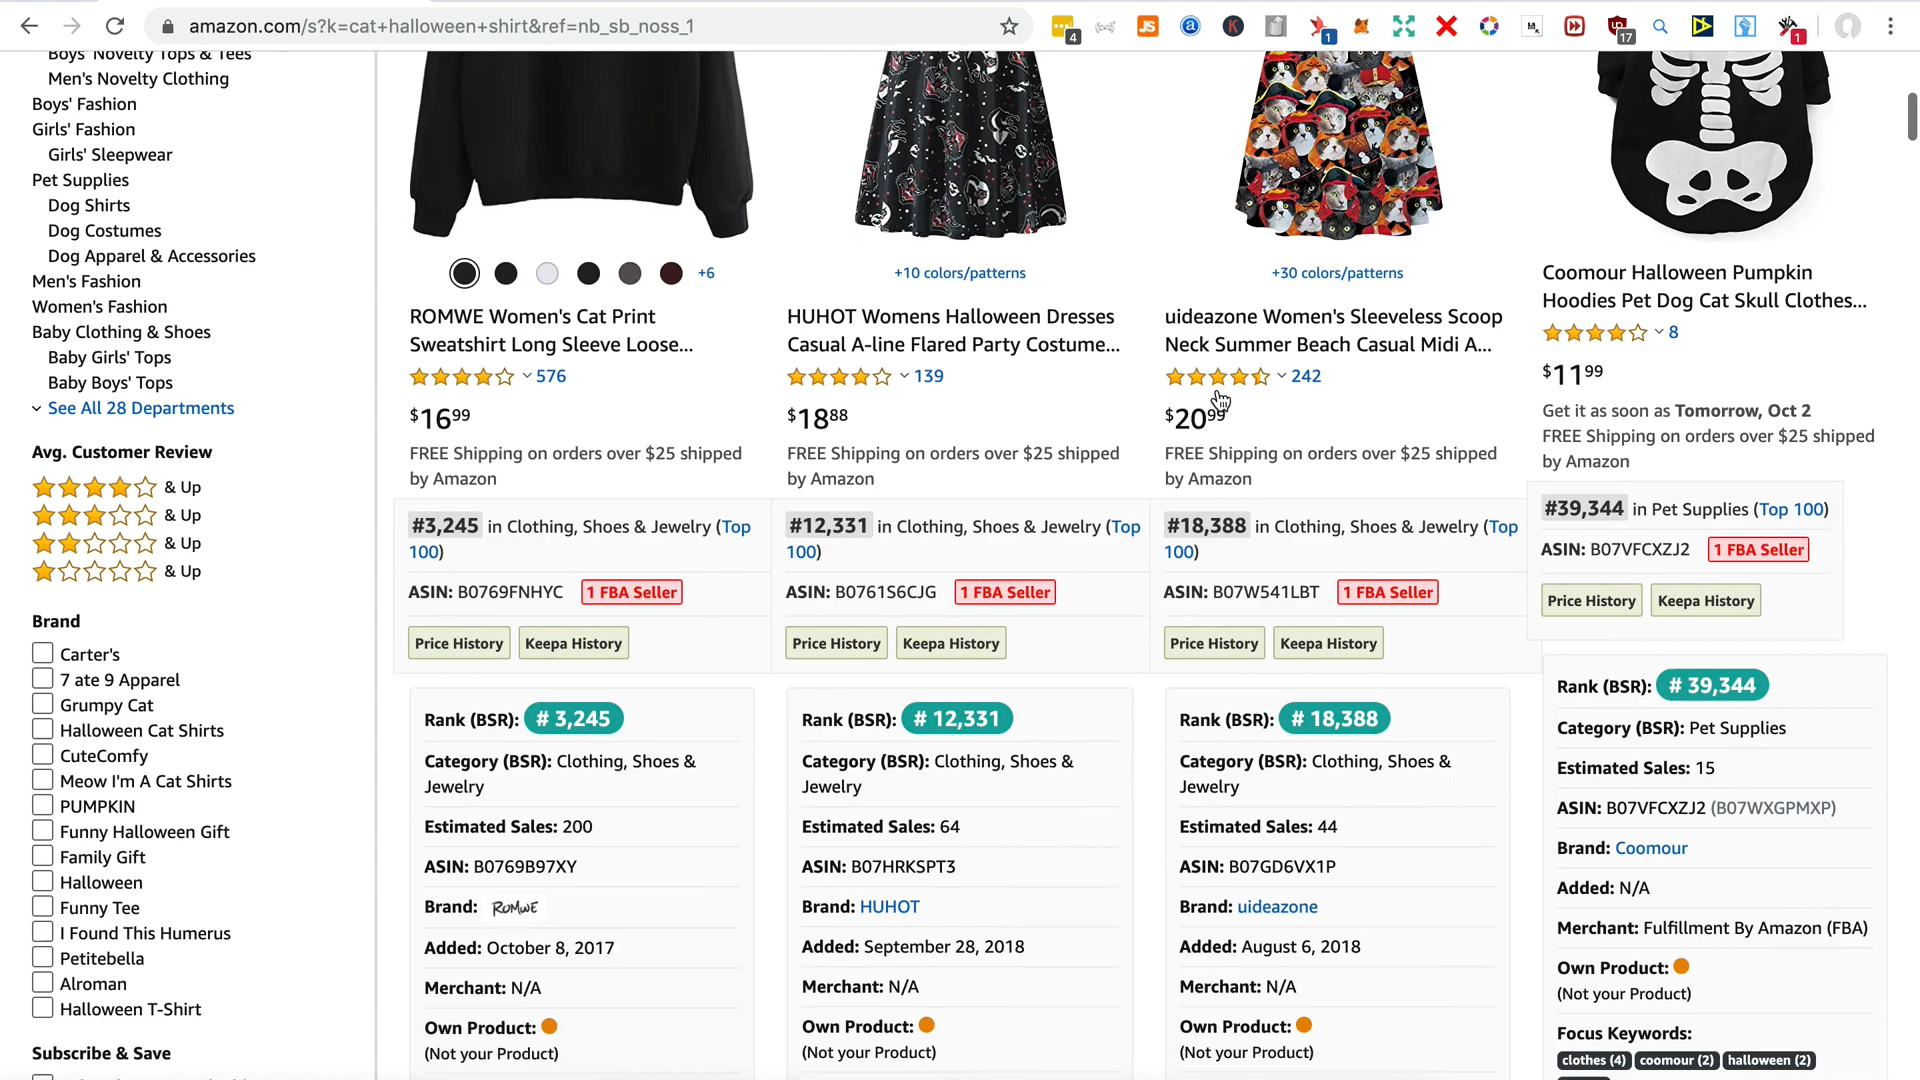 amazon.com/s?k=cat+halloween+shirt&ref=nb_sb_noss_1
4
JS
a
K
1
17
1
Boys' Novelty Tops & Tees
Men's Novelty Clothing
Boys' Fashion
Girls' Fashion
Girls' Sleepwear
Pet Supplies
Dog Shirts
Dog Costumes
Dog Apparel & Accessories
Men's Fashion
Women's Fashion
Baby Clothing & Shoes
Baby Girls' Tops
Baby Boys' Tops
See All 28 Departments
Avg. Customer Review
& Up
& Up
& Up
& Up
Brand
Carter's
7 ate 9 Apparel
Grumpy Cat
Halloween Cat Shirts
CuteComfy
Meow I'm A Cat Shirts
PUMPKIN
Funny Halloween Gift
Family Gift
Halloween
Funny Tee
I Found This Humerus
Petitebella
Alroman
Halloween T-Shirt
Subscribe & Save
+6
ROMWE Women's Cat Print
Sweatshirt Long Sleeve Loose...
576
$1699
FREE Shipping on orders over $25 shipped
by Amazon
#3,245 in Clothing, Shoes & Jewelry (Top
100)
ASIN: B0769FNHYC 1 FBA Seller
Price History Keepa History
Rank (BSR): # 3,245
Category (BSR): Clothing, Shoes &
Jewelry
Estimated Sales: 200
ASIN: B0769B97XY
Brand: ROMWE
Added: October 8, 2017
Merchant: N/A
Own Product:
(Not your Product)
+10 colors/patterns
HUHOT Womens Halloween Dresses
Casual A-line Flared Party Costume...
139
$1888
FREE Shipping on orders over $25 shipped
by Amazon
#12,331 in Clothing, Shoes & Jewelry (Top
100)
ASIN: B0761S6CJG 1 FBA Seller
Price History Keepa History
Rank (BSR): # 12,331
Category (BSR): Clothing, Shoes &
Jewelry
Estimated Sales: 64
ASIN: B07HRKSPT3
Brand: HUHOT
Added: September 28, 2018
Merchant: N/A
Own Product:
(Not your Product)
+30 colors/patterns
uideazone Women's Sleeveless Scoop
Neck Summer Beach Casual Midi A...
242
$2099
FREE Shipping on orders over $25 shipped
by Amazon
#18,388 in Clothing, Shoes & Jewelry (Top
100)
ASIN: B07W541LBT 1 FBA Seller
Price History Keepa History
Rank (BSR): # 18,388
Category (BSR): Clothing, Shoes &
Jewelry
Estimated Sales: 44
ASIN: B07GD6VX1P
Brand: uideazone
Added: August 6, 2018
Merchant: N/A
Own Product:
(Not your Product)
Coomour Halloween Pumpkin
Hoodies Pet Dog Cat Skull Clothes...
8
$1199
Get it as soon as Tomorrow, Oct 2
FREE Shipping on orders over $25 shipped
by Amazon
#39,344 in Pet Supplies (Top 100)
ASIN: B07VFCXZJ2 1 FBA Seller
Price History Keepa History
Rank (BSR): # 39,344
Category (BSR): Pet Supplies
Estimated Sales: 15
ASIN: B07VFCXZJ2 (B07WXGPMXP)
Brand: Coomour
Added: N/A
Merchant: Fulfillment By Amazon (FBA)
Own Product:
(Not your Product)
Focus Keywords:
clothes (4) coomour (2) halloween (2)